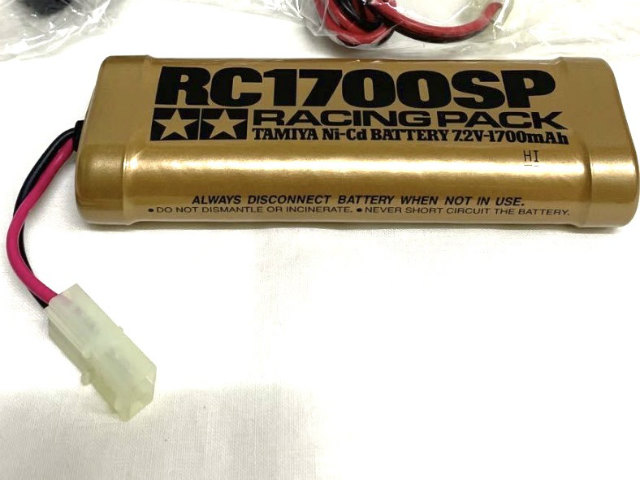 RC1700SP
RACING PACK
TAMIYA Ni-Cd BATTERY 7.2V-1700mAh
HI
ALWAYS DISCONNECT BATTERY WHEN NOT IN USE.
● DO NOT DISMANTLE OR INCINERATE. ● NEVER SHORT CIRCUIT THE BATTERY.